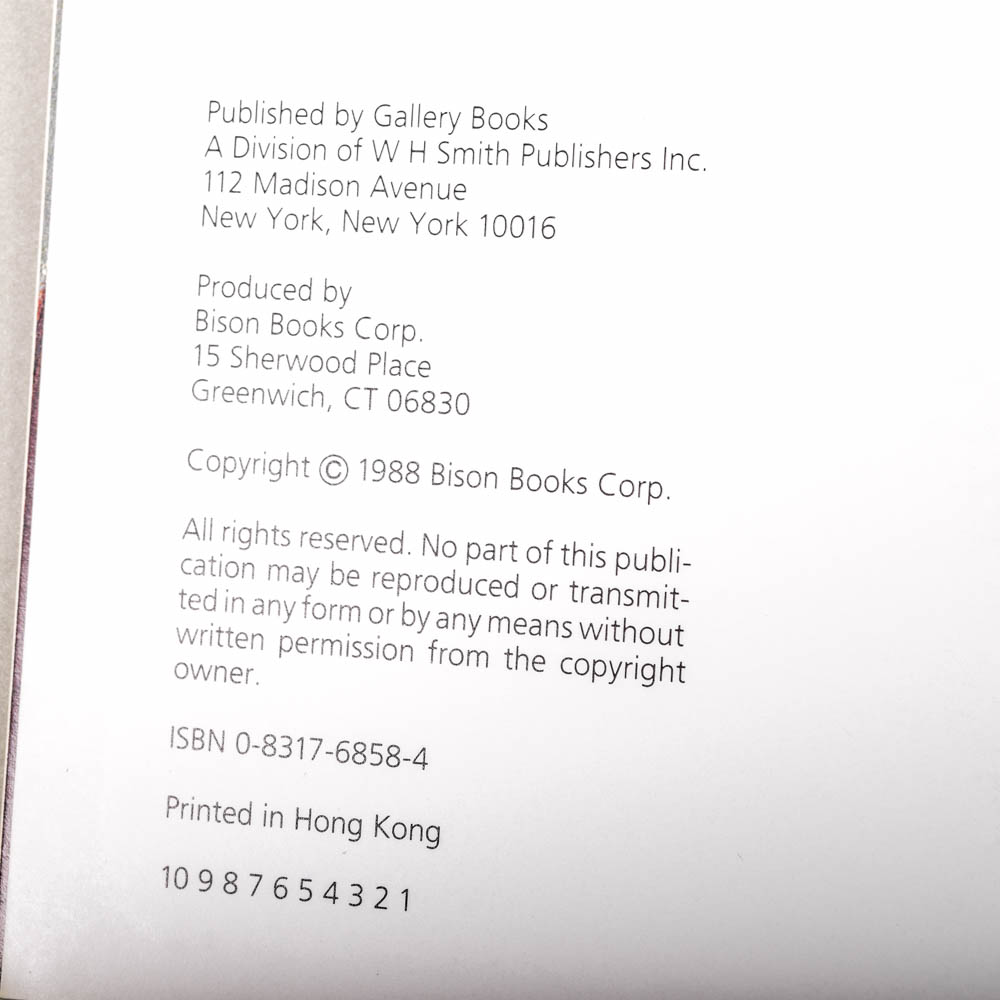 Published by Gallery Books
A Division of W H Smith Publishers Inc.
112 Madison Avenue
New York, New York 10016
Produced by
Bison Books Corp.
15 Sherwood Place
Greenwich, CT 06830
Copyright © 1988 Bison Books Corp.
All rights reserved. No part of this publi-
cation may be reproduced or transmit-
ted in any form or by any means without
written permission from the copyright
owner.
ISBN 0-8317-6858-4
Printed in Hong Kong
10 9 8 7 6 5 4 3 2 1